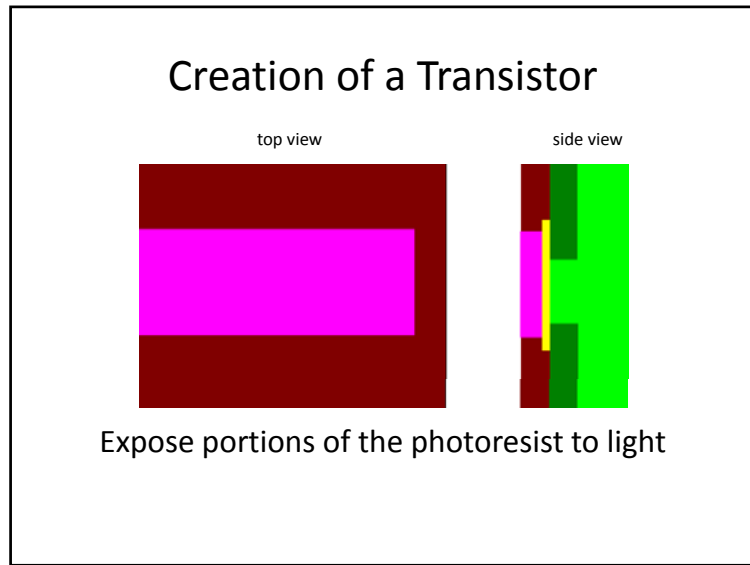 Creation of a Transistor
top view
side view
Expose portions of the photoresist to light